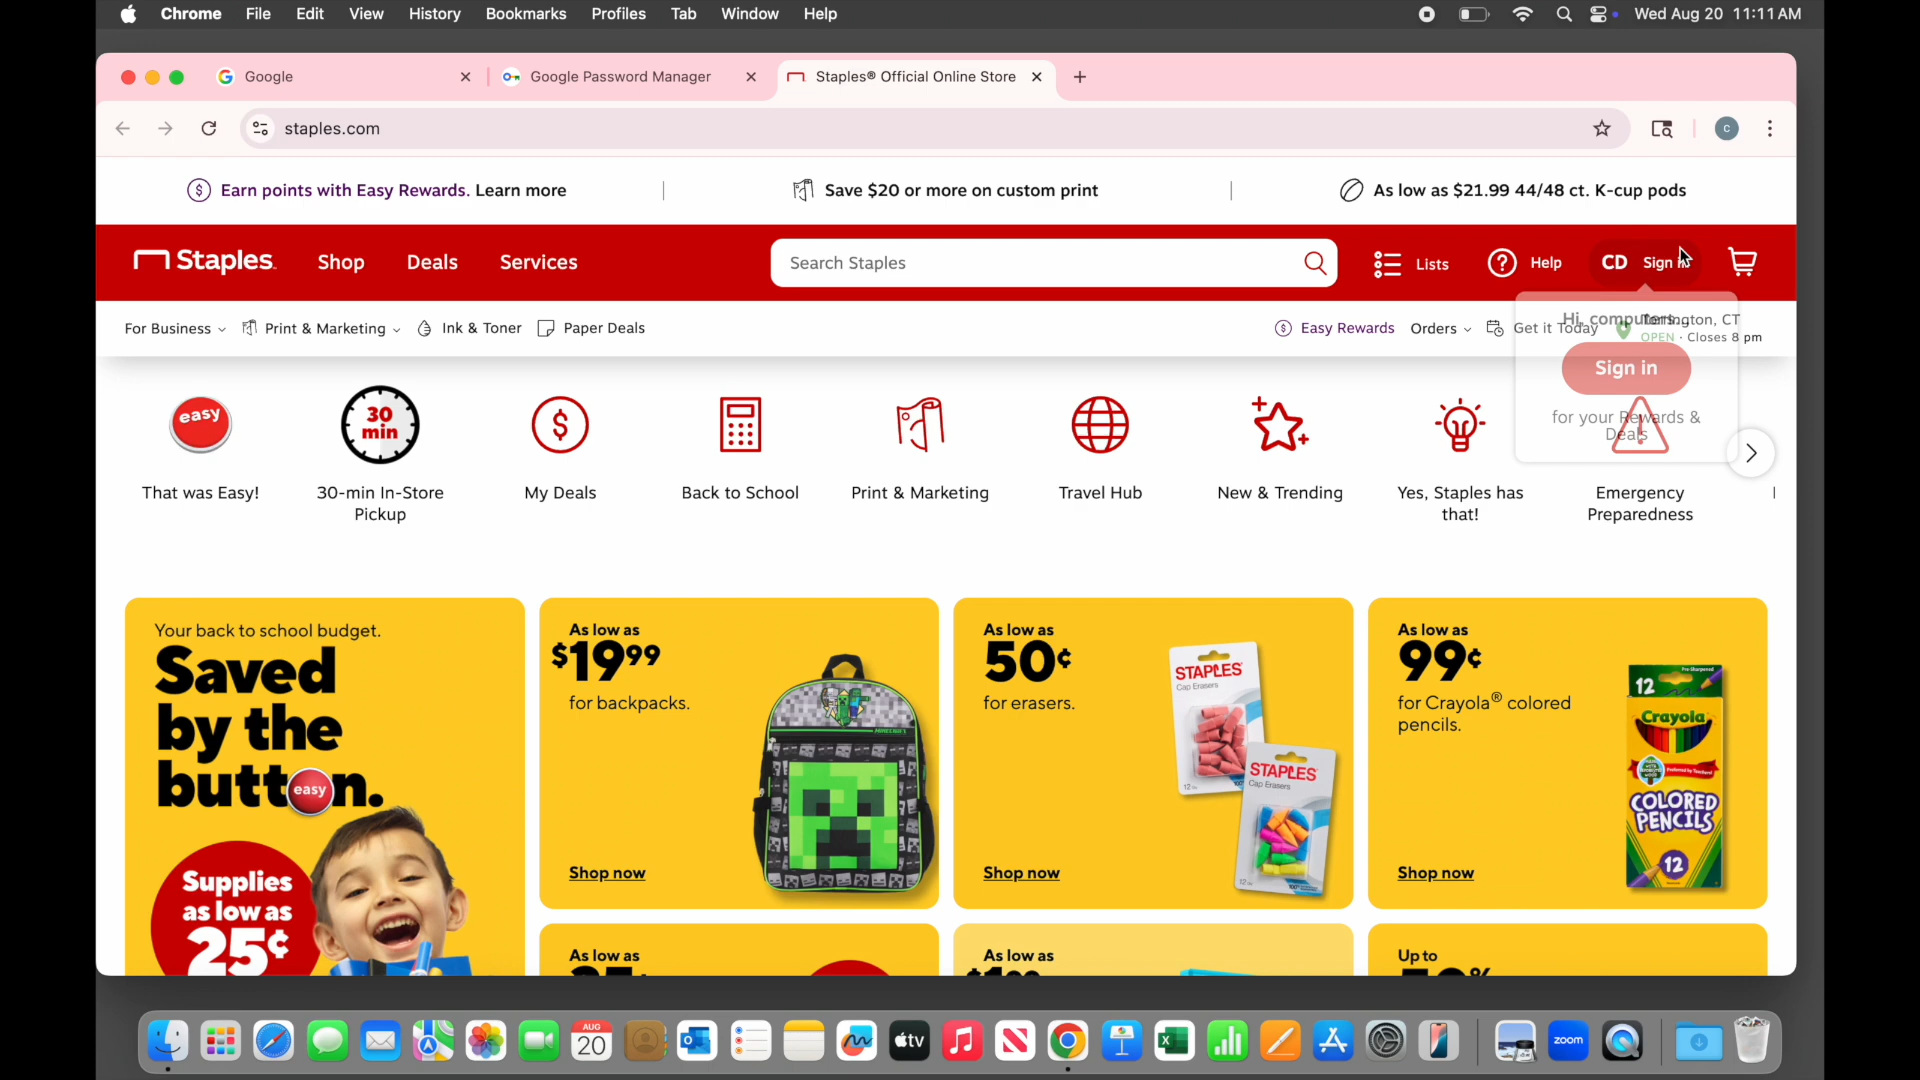 Chrome File Edit View History Bookmarks Profiles Tab Window Help Wed Aug 20 11:11 AM
Google Google Password Manager Staples® Official Online Store
staples.com
Earn points with Easy Rewards. Learn more
Save $20 or more on custom print
As low as $21.99 44/48 ct. K-cup pods
Staples Shop Deals Services Search Staples Lists Help CD Sign in
For Business Print & Marketing Ink & Toner Paper Deals Easy Rewards Orders Get it Today Torrington, CT
OPEN · Closes 8 pm
Hi, computers...
Sign in
for your Rewards &
Deals
easy
30
min
That was Easy!
30-min In-Store
Pickup
My Deals
Back to School
Print & Marketing
Travel Hub
New & Trending
Yes, Staples has
that!
Emergency
Preparedness
Your back to school budget.
Saved
by the
button.
easy
Supplies
as low as
25¢
As low as
$19.99
for backpacks.
MINECRAFT
Shop now
As low as
50¢
for erasers.
STAPLES
Cap Erasers
STAPLES
Cap Erasers
Shop now
As low as
99¢
for Crayola® colored
pencils.
12
Pre-Sharpened
Crayola
COLORED
PENCILS
12
Shop now
As low as
As low as
Up to
AUG
20
tv
zoom